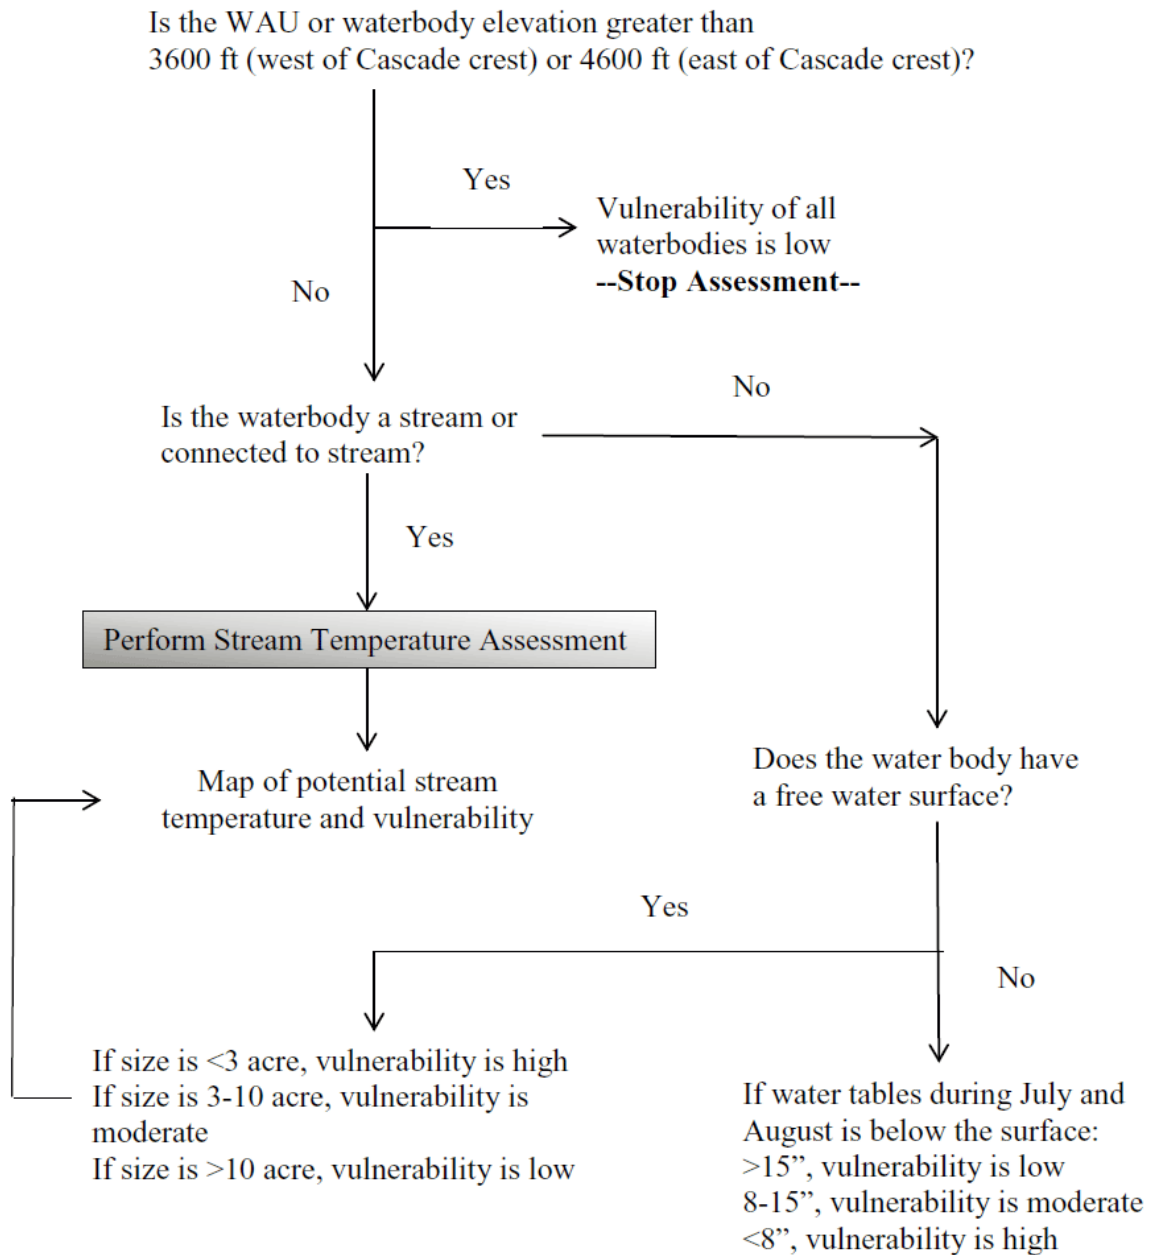 Is the WAU or waterbody elevation greater than
3600 ft (west of Cascade crest) or 4600 ft (east of Cascade crest)?
Yes
Vulnerability of all
waterbodies is low
--Stop Assessment--
No
No
Is the waterbody a stream or
connected to stream?
Yes
Perform Stream Temperature Assessment
Map of potential stream
temperature and vulnerability
Does the water body have
a free water surface?
Yes
No
If size is <3 acre, vulnerability is high
If size is 3-10 acre, vulnerability is
moderate
If size is >10 acre, vulnerability is low
If water tables during July and
August is below the surface:
>15”, vulnerability is low
8-15”, vulnerability is moderate
<8”, vulnerability is high